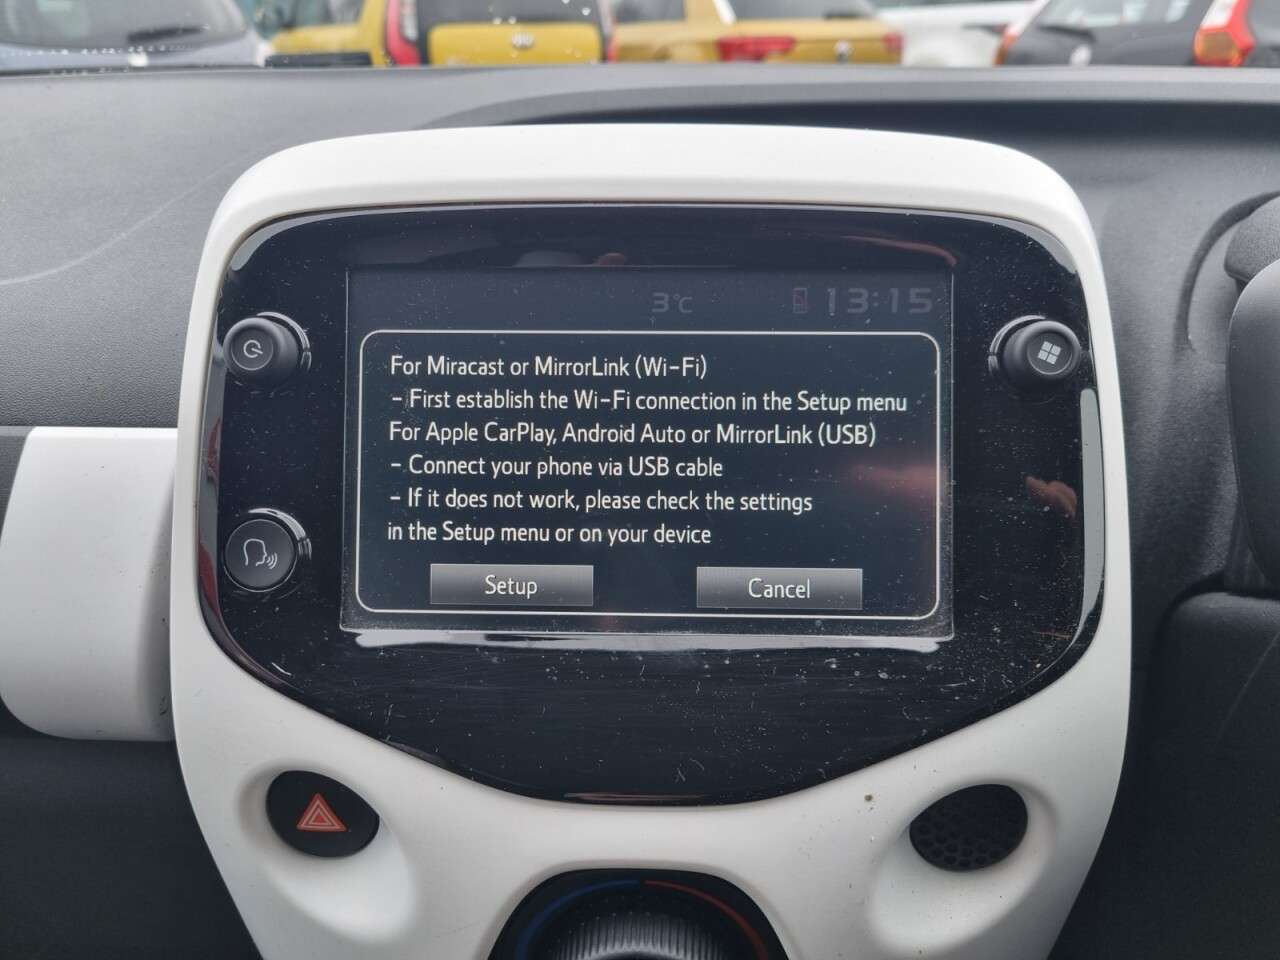 3°C 13:15
For Miracast or MirrorLink (Wi-Fi)
- First establish the Wi-Fi connection in the Setup menu
For Apple CarPlay, Android Auto or MirrorLink (USB)
- Connect your phone via USB cable
- If it does not work, please check the settings
in the Setup menu or on your device
Setup Cancel